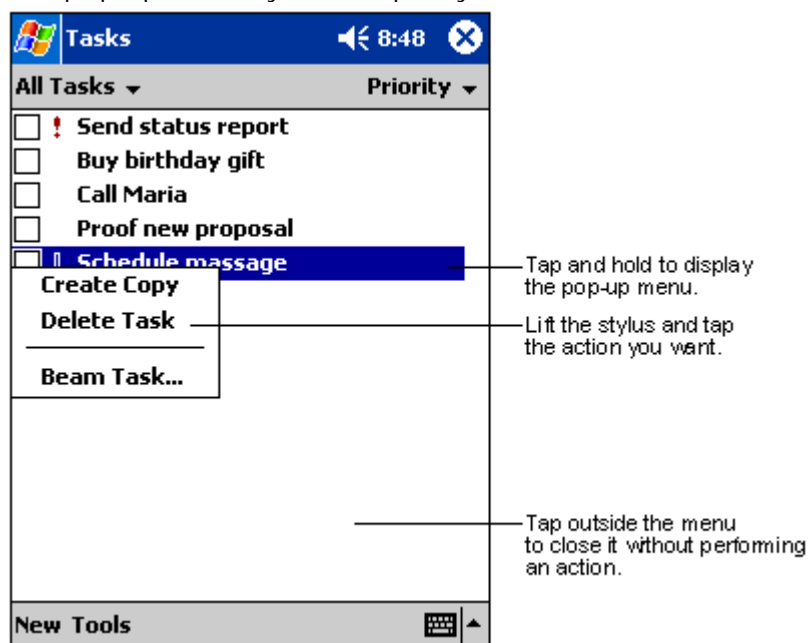 Tasks 8:48
All Tasks Priority
! Send status report
Buy birthday gift
Call Maria
Proof new proposal
Schedule massage
Create Copy
Delete Task
Beam Task...
Tap and hold to display
the pop-up menu.
Lift the stylus and tap
the action you want.
Tap outside the menu
to close it without performing
an action.
New Tools